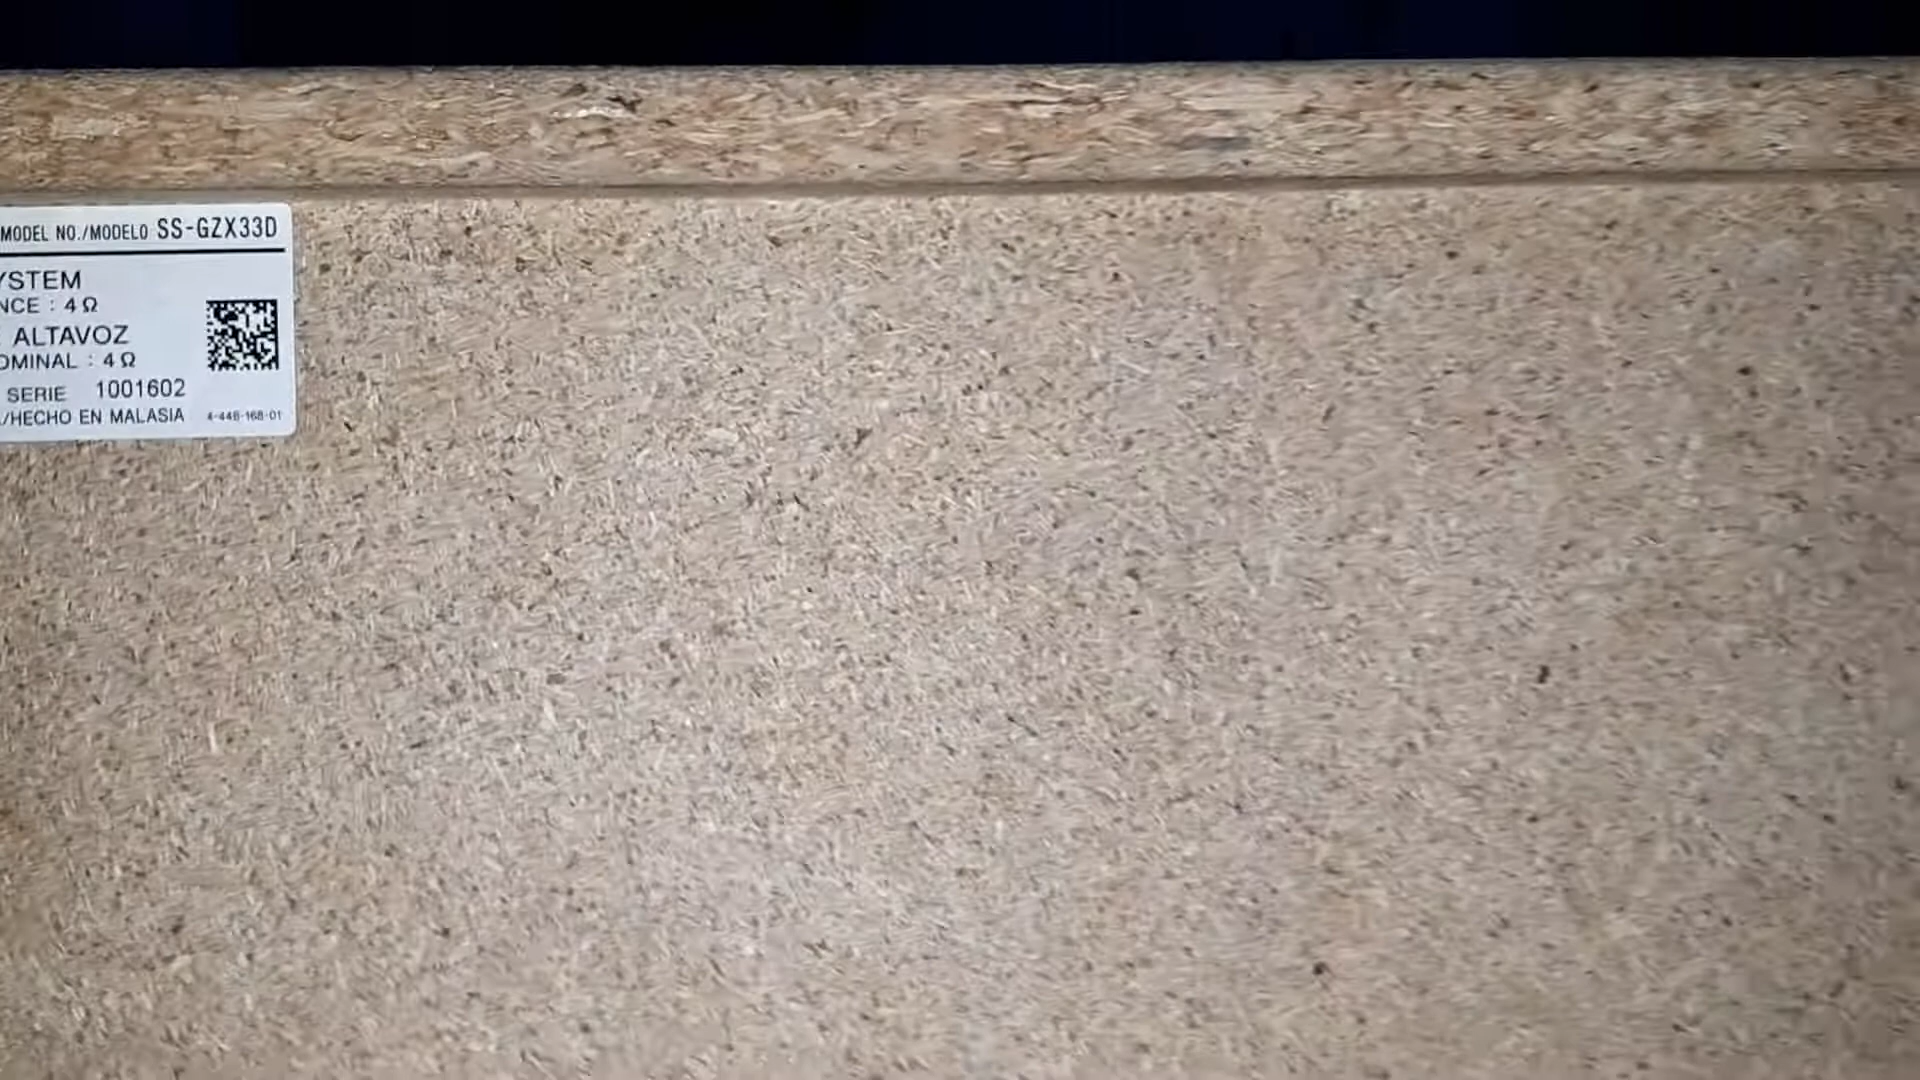 MODEL NO./MODELO SS-GZX33D
YSTEM
NCE : 4 Ω
ALTAVOZ
OMINAL : 4 Ω
SERIE 1001602
/HECHO EN MALASIA 4-446-168-01